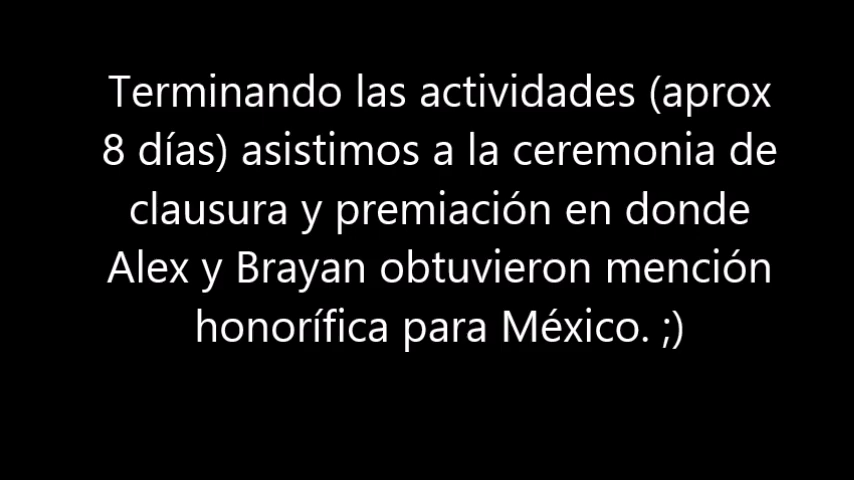 Terminando las actividades (aprox
8 días) asistimos a la ceremonia de
clausura y premiación en donde
Alex y Brayan obtuvieron mención
honorífica para México. ;)